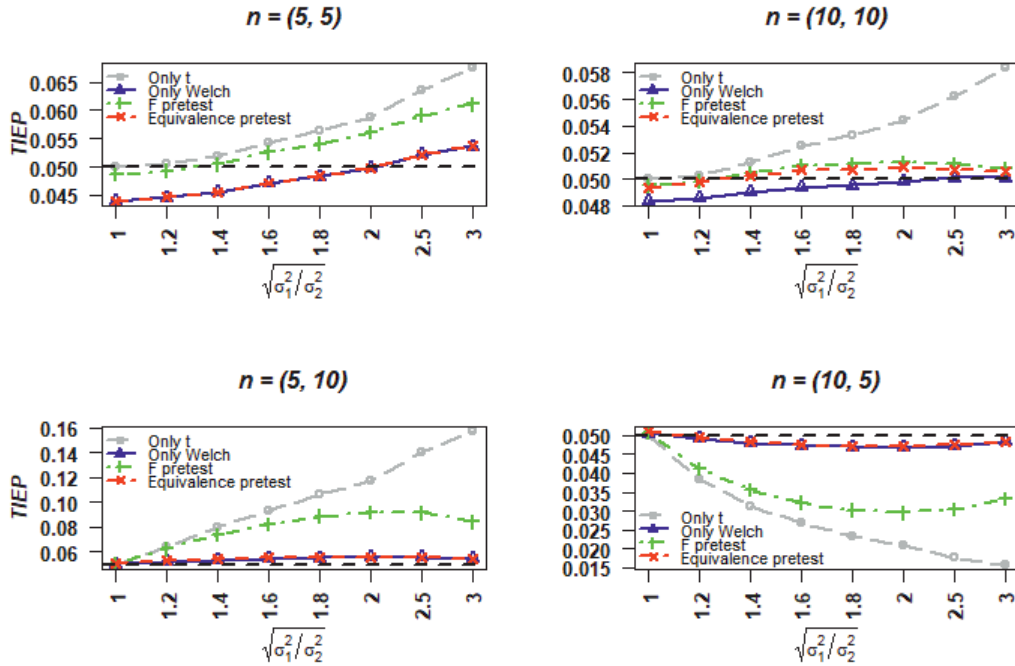 n = (5, 5)
TIEP
0.065
0.060
0.055
0.050
0.045
Only t
Only Welch
F pretest
Equivalence pretest
1
1.2
1.4
1.6
1.8
2
2.5
3
√σ₁²/σ₂²
n = (10, 10)
0.058
0.056
0.054
0.052
0.050
0.048
Only t
Only Welch
F pretest
Equivalence pretest
1
1.2
1.4
1.6
1.8
2
2.5
3
√σ₁²/σ₂²
n = (5, 10)
TIEP
0.16
0.14
0.12
0.10
0.08
0.06
Only t
Only Welch
F pretest
Equivalence pretest
1
1.2
1.4
1.6
1.8
2
2.5
3
√σ₁²/σ₂²
n = (10, 5)
0.050
0.045
0.040
0.035
0.030
0.025
0.020
0.015
Only t
Only Welch
F pretest
Equivalence pretest
1
1.2
1.4
1.6
1.8
2
2.5
3
√σ₁²/σ₂²